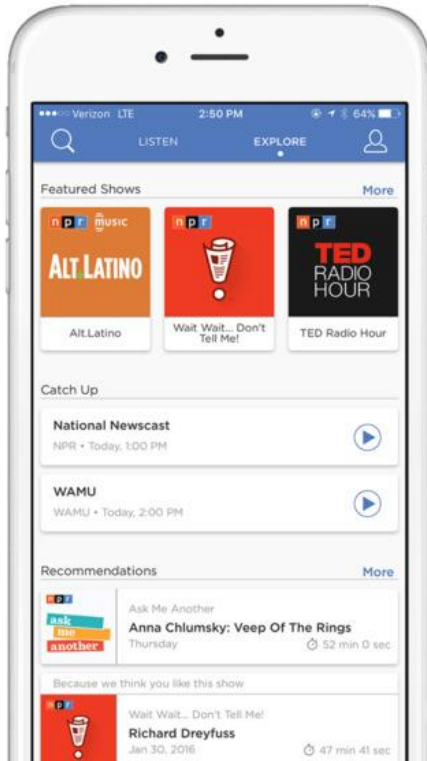 Verizon LTE 2:50 PM 64%
LISTEN EXPLORE
Featured Shows More
npr music
ALT.LATINO
Alt.Latino
npr
Wait Wait... Don't
Tell Me!
npr
TED
RADIO
HOUR
TED Radio Hour
Catch Up
National Newscast
NPR • Today, 1:00 PM
WAMU
WAMU • Today, 2:00 PM
Recommendations More
npr
ask
me
another
Ask Me Another
Anna Chlumsky: Veep Of The Rings
Thursday 52 min 0 sec
Because we think you like this show
npr
Wait Wait... Don't Tell Me!
Richard Dreyfuss
Jan 30, 2016 47 min 41 sec